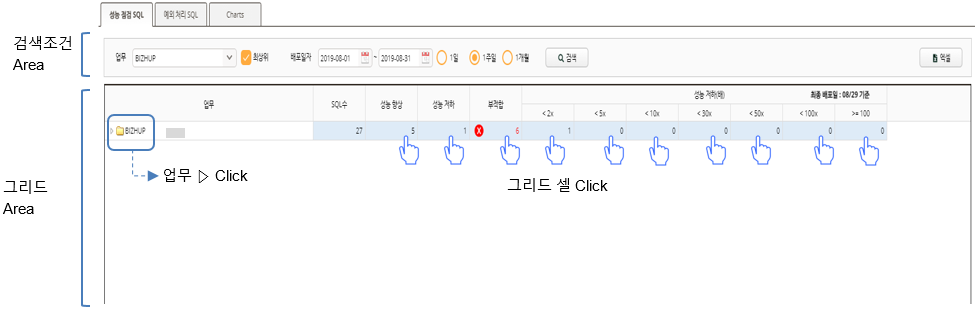 성능 점검 SQL 예외 처리 SQL Charts
검색조건
Area
업무 BIZHUP 최상위 배포일자 2019-08-01 ~ 2019-08-31 1일 1주일 1개월 검색 엑셀
업무 SQL수 성능 향상 성능 저하 부적합 성능 저하(배) 최종 배포일 : 08/29 기준
< 2x < 5x < 10x < 30x < 50x < 100x >= 100
BIZHUP 27 5 1 X 6 1 0 0 0 0 0 0
업무 ▷ Click
그리드 셀 Click
그리드
Area